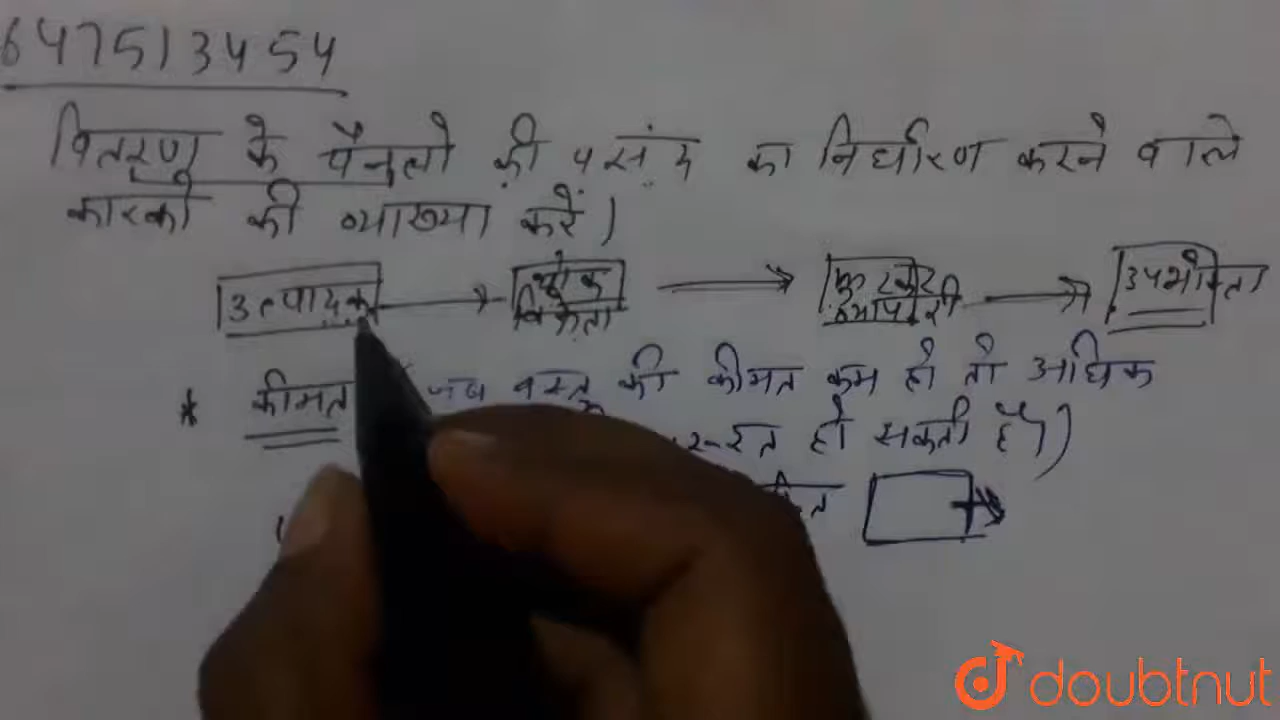 647513454
वितरण के चैनलो की पसंद का निर्धारण करने वाले
कारको की व्याख्या करें।
उत्पादक थोक विक्रेता फुटकर व्यापारी उपभोक्ता
* कीमत जब वस्तु की कीमत कम हो तो अधिक
हो सकती है)
doubtnut